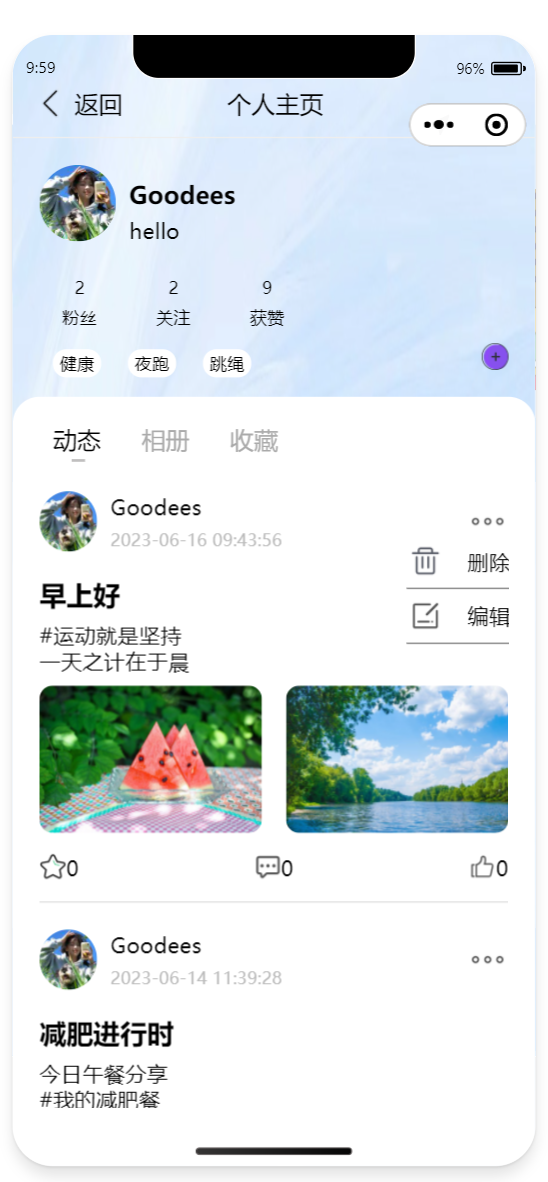 9:59
96%
返回
个人主页
Goodees
hello
2 2 9
粉丝 关注 获赞
健康 夜跑 跳绳
动态 相册 收藏
Goodees
2023-06-16 09:43:56
删除
编辑
早上好
#运动就是坚持
一天之计在于晨
0 0 0
Goodees
2023-06-14 11:39:28
减肥进行时
今日午餐分享
#我的减肥餐